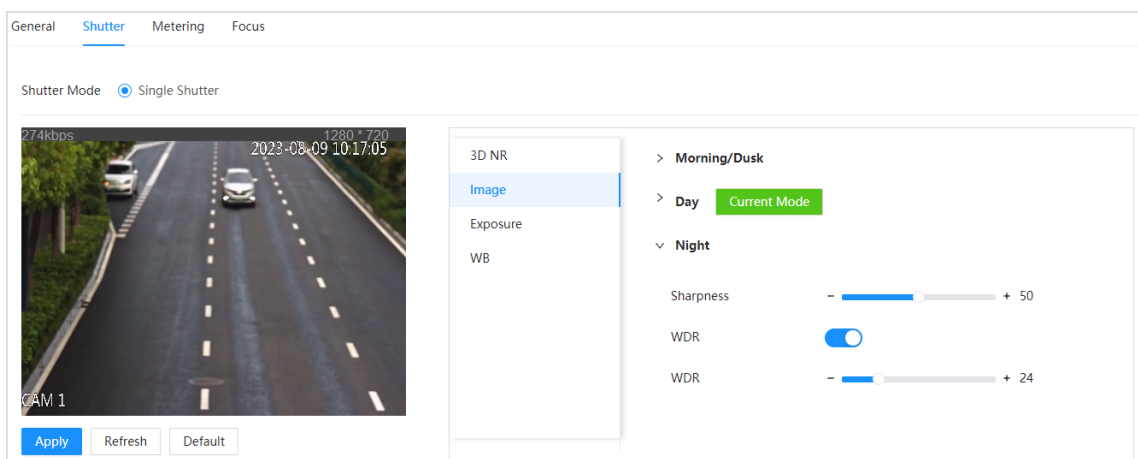 General Shutter Metering Focus
Shutter Mode Single Shutter
274kbps 1280 * 720
2023-08-09 10:17:05
CAM 1
Apply Refresh Default
3D NR
Image
Exposure
WB
> Morning/Dusk
> Day Current Mode
Night
Sharpness - + 50
WDR
WDR - + 24